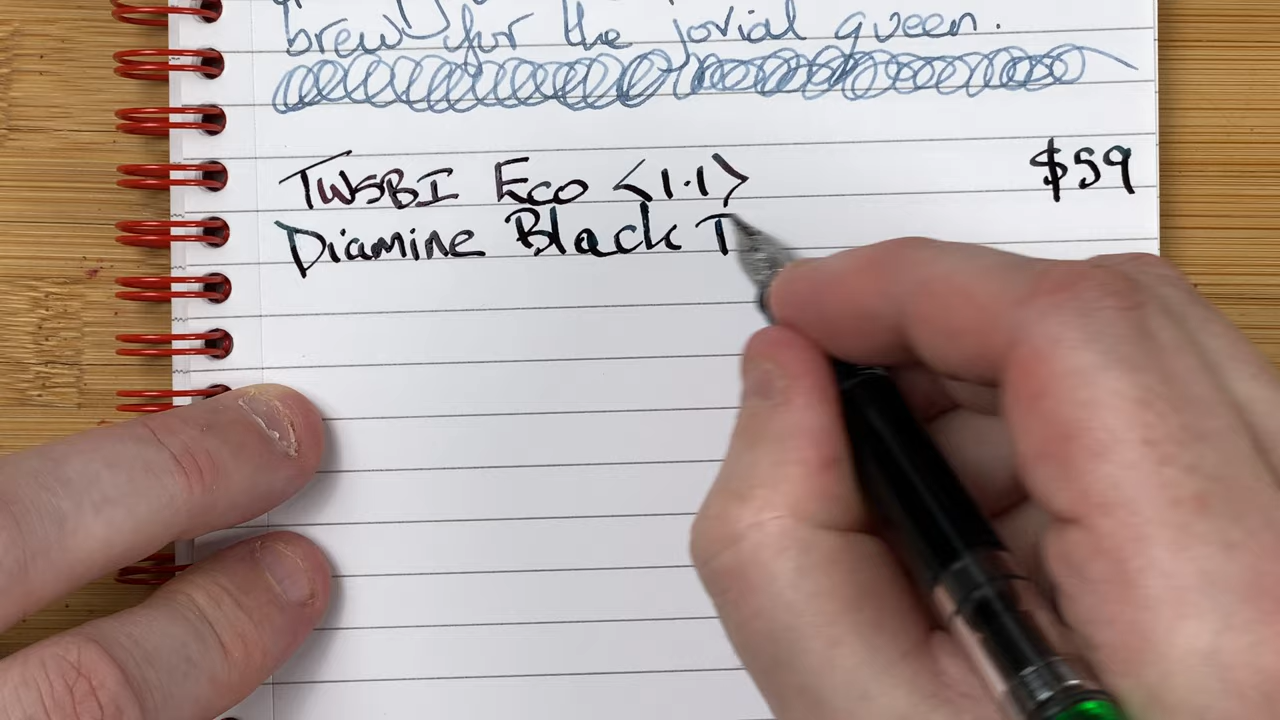 brew for the jovial queen.
TWSBI Eco <1.1> $59
Diamine Black T